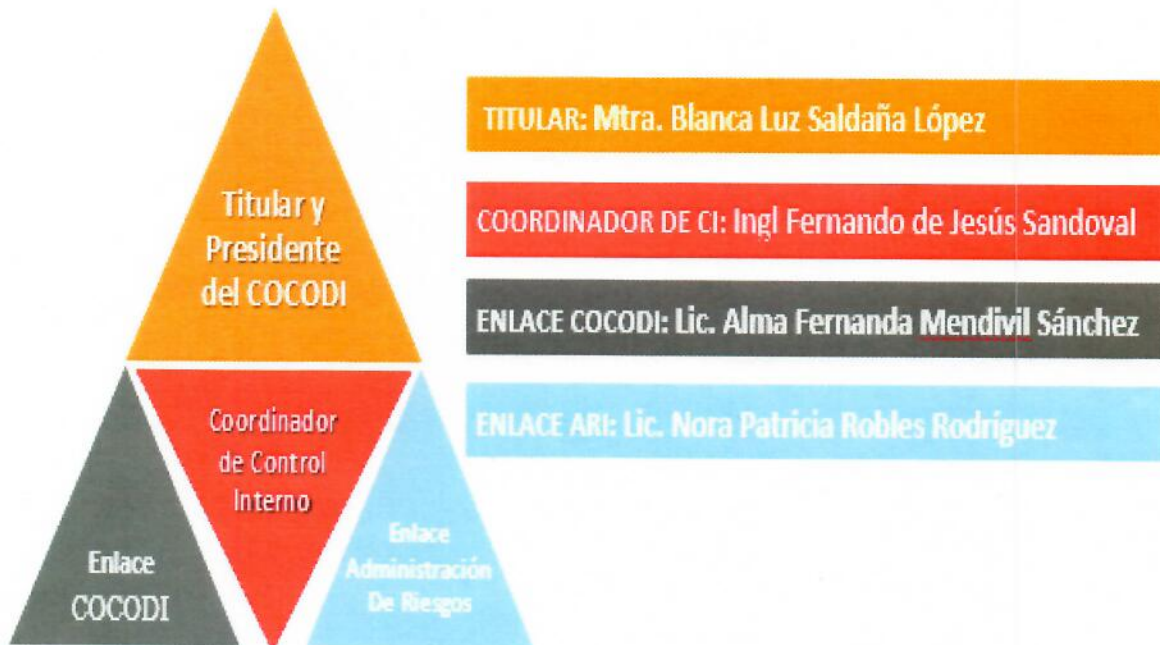 Titular y
Presidente
del COCODI
Coordinador
de Control
Interno
Enlace
COCODI
Enlace
Administración
De Riesgos
TITULAR: Mtra. Blanca Luz Saldaña López
COORDINADOR DE CI: Ingl Fernando de Jesús Sandoval
ENLACE COCODI: Lic. Alma Fernanda Mendivil Sánchez
ENLACE ARI: Lic. Nora Patricia Robles Rodríguez